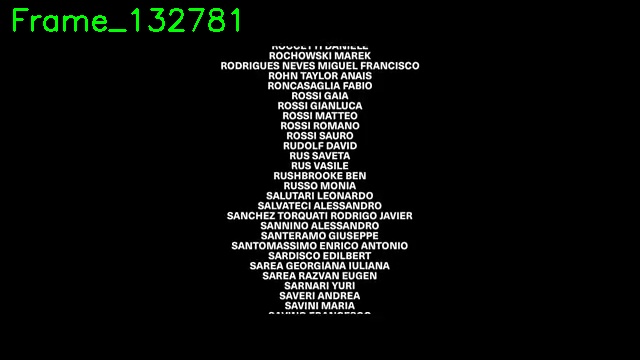 Frame_132781
ROCHOWSKI MAREK
RODRIGUES NEVES MIGUEL FRANCISCO
ROHN TAYLOR ANAIS
RONCASAGLIA FABIO
ROSSI GAIA
ROSSI GIANLUCA
ROSSI MATTEO
ROSSI ROMANO
ROSSI SAURO
RUDOLF DAVID
RUS SAVETA
RUS VASILE
RUSHBROOKE BEN
RUSSO MONIA
SALUTARI LEONARDO
SALVATECI ALESSANDRO
SANCHEZ TORQUATI RODRIGO JAVIER
SANNINO ALESSANDRO
SANTERAMO GIUSEPPE
SANTOMASSIMO ENRICO ANTONIO
SARDISCO EDILBERT
SAREA GEORGIANA IULIANA
SAREA RAZVAN EUGEN
SARNARI YURI
SAVERI ANDREA
SAVINI MARIA